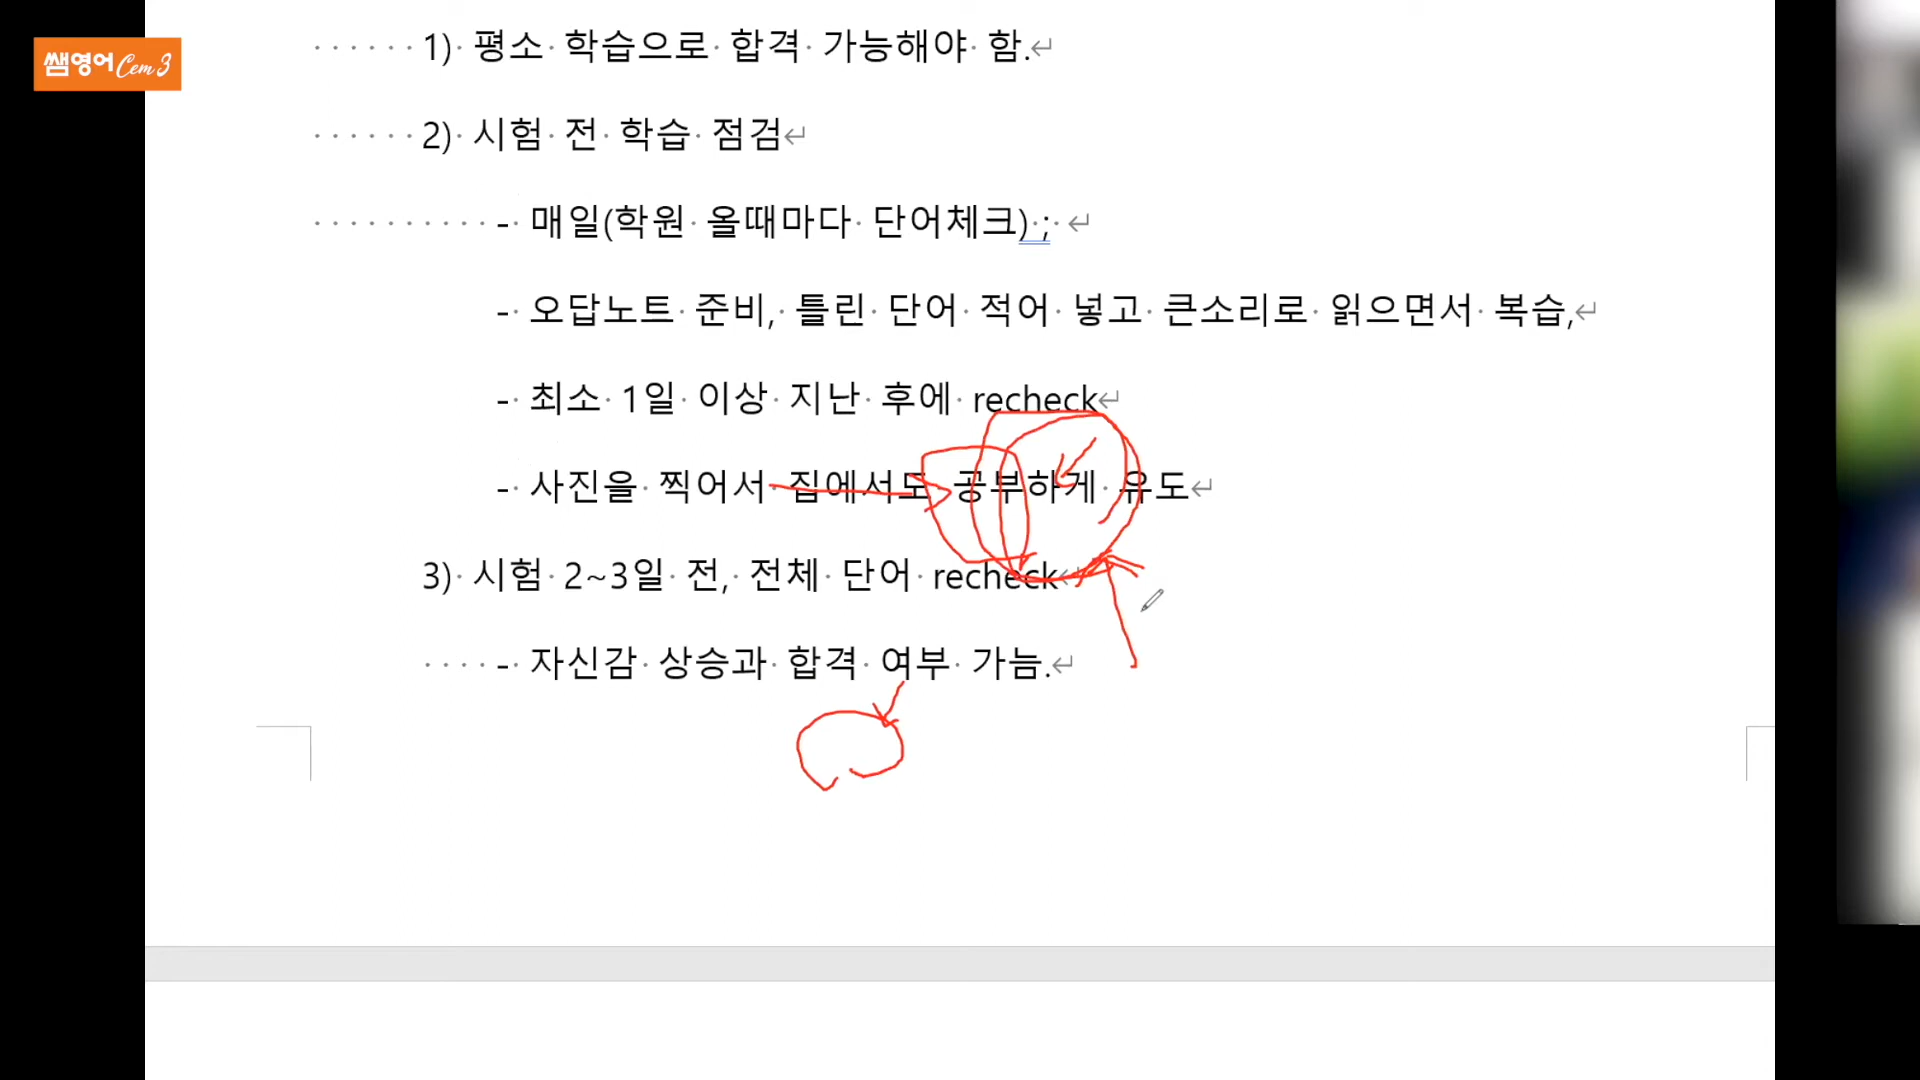 쌤영어 Cem 3
1) 평소 학습으로 합격 가능해야 함.
2) 시험 전 학습 점검
- 매일(학원 올때마다 단어체크) ;
- 오답노트 준비, 틀린 단어 적어 넣고 큰소리로 읽으면서 복습,
- 최소 1일 이상 지난 후에 recheck
- 사진을 찍어서 집에서도 공부하게 유도
3) 시험 2~3일 전, 전체 단어 recheck
- 자신감 상승과 합격 여부 가늠.